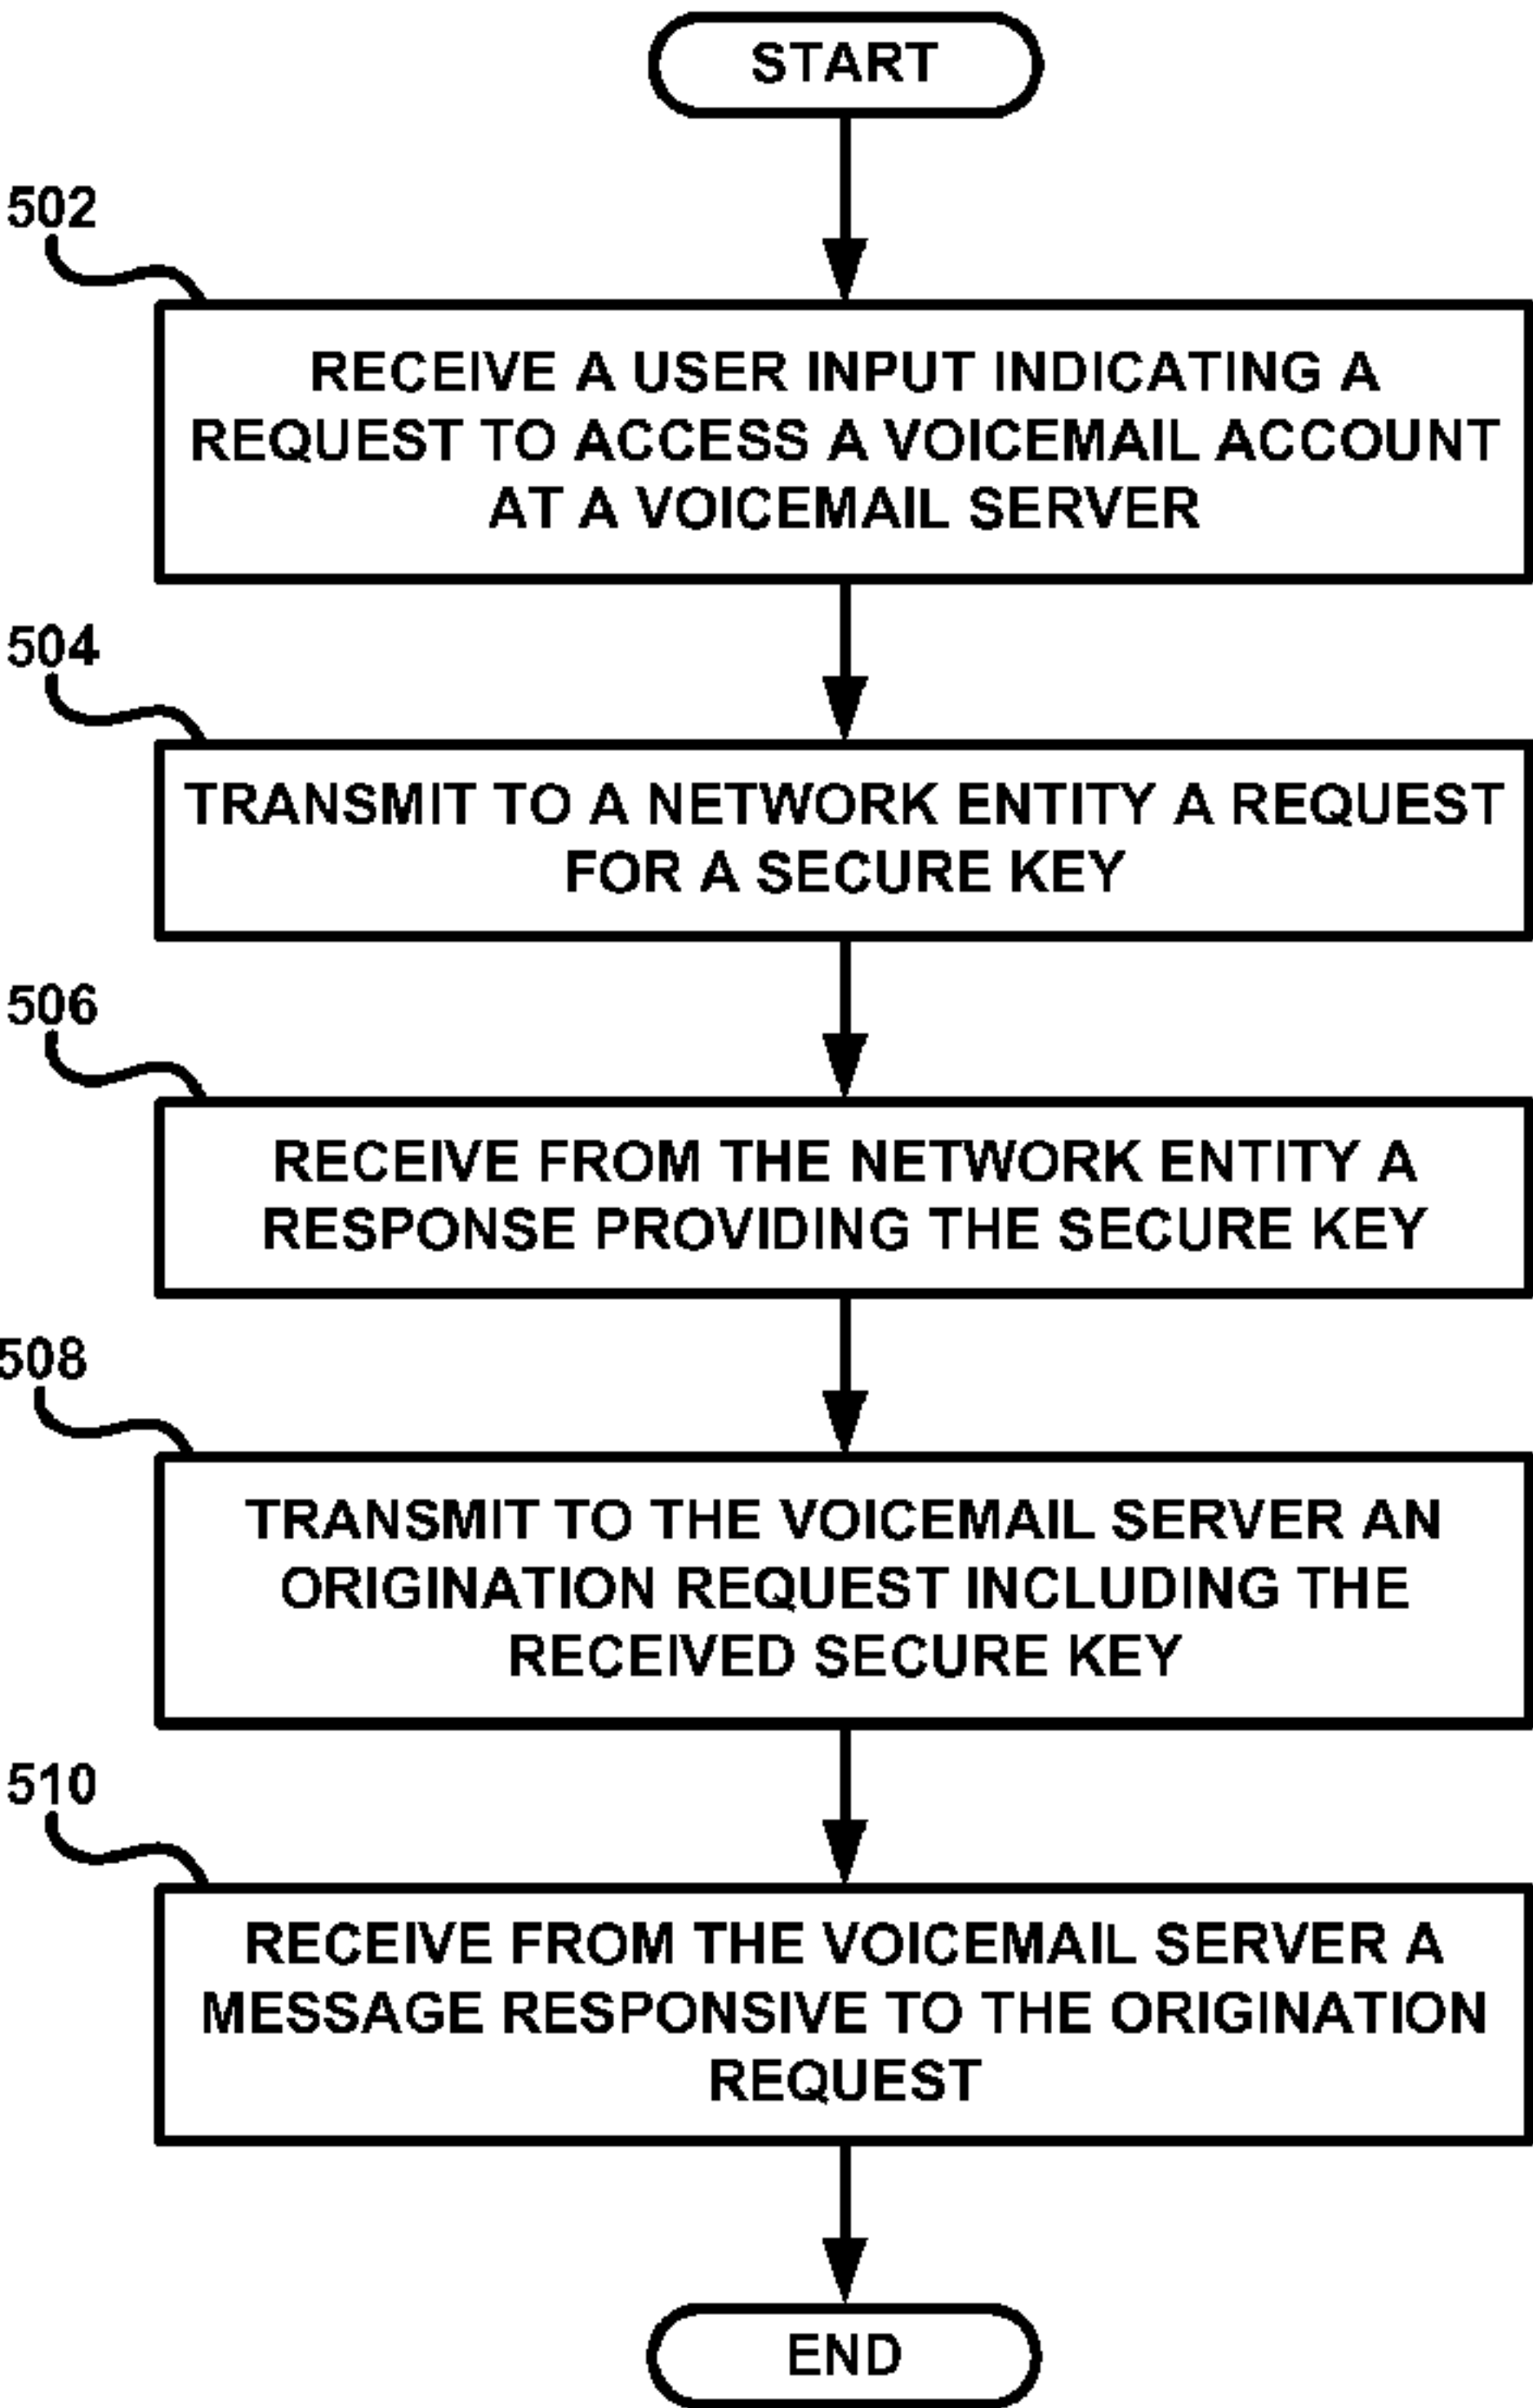 START
502
RECEIVE A USER INPUT INDICATING A
REQUEST TO ACCESS A VOICEMAIL ACCOUNT
AT A VOICEMAIL SERVER
504
TRANSMIT TO A NETWORK ENTITY A REQUEST
FOR A SECURE KEY
506
RECEIVE FROM THE NETWORK ENTITY A
RESPONSE PROVIDING THE SECURE KEY
508
TRANSMIT TO THE VOICEMAIL SERVER AN
ORIGINATION REQUEST INCLUDING THE
RECEIVED SECURE KEY
510
RECEIVE FROM THE VOICEMAIL SERVER A
MESSAGE RESPONSIVE TO THE ORIGINATION
REQUEST
END